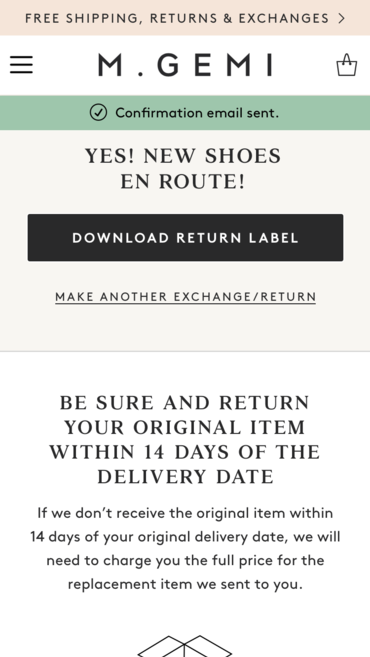 FREE SHIPPING, RETURNS & EXCHANGES
M.GEMI
Confirmation email sent.
YES! NEW SHOES
EN ROUTE!
DOWNLOAD RETURN LABEL
MAKE ANOTHER EXCHANGE/RETURN
BE SURE AND RETURN
YOUR ORIGINAL ITEM
WITHIN 14 DAYS OF THE
DELIVERY DATE
If we don’t receive the original item within
14 days of your original delivery date, we will
need to charge you the full price for the
replacement item we sent to you.